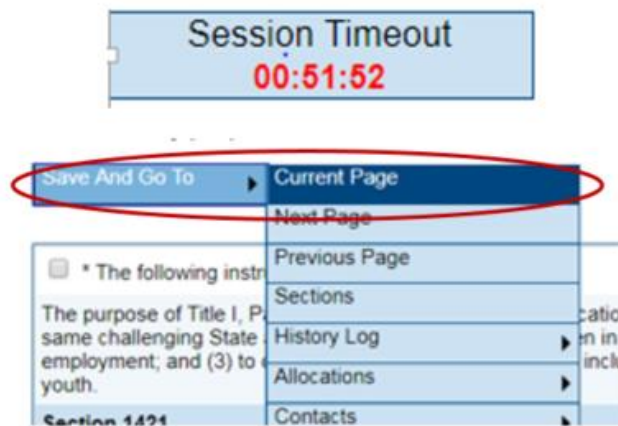 Session Timeout
00:51:52
Save And Go To
Current Page
Next Page
Previous Page
Sections
History Log
Allocations
Contacts
* The following instr
The purpose of Title I, P
same challenging State
employment; and (3) to
youth.
Section 1421